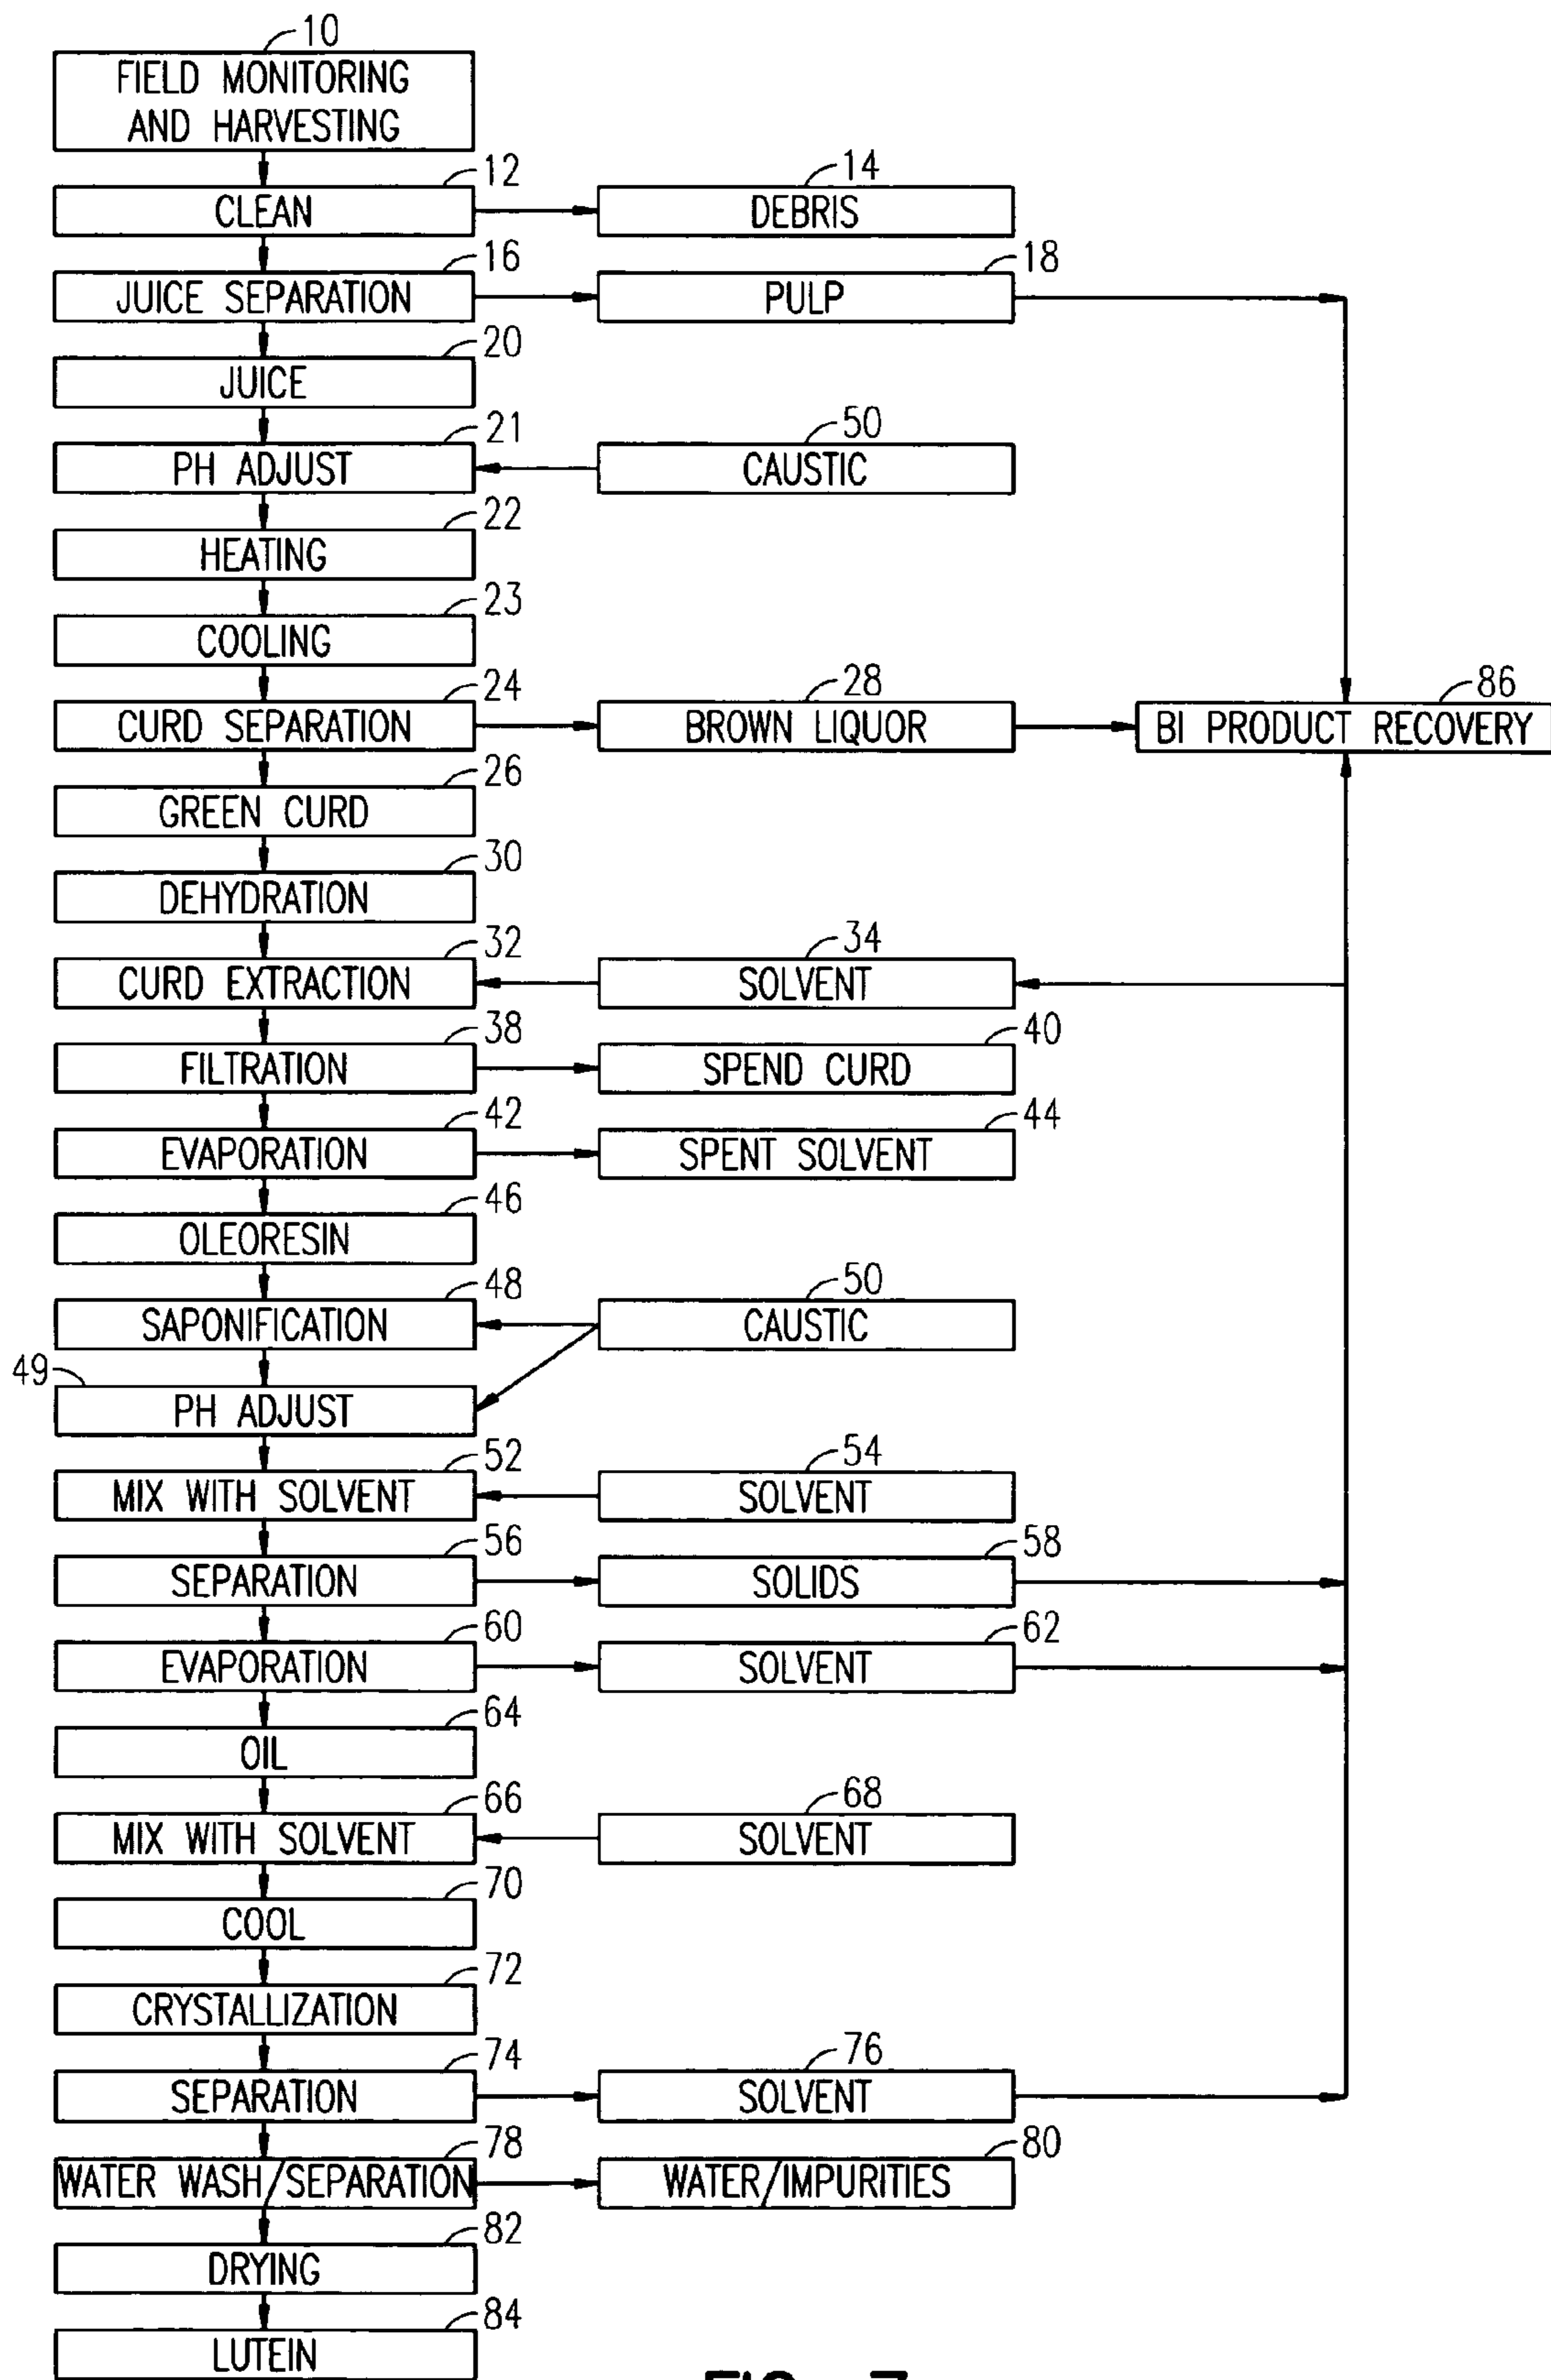 10
FIELD MONITORING
AND HARVESTING
12
CLEAN
14
DEBRIS
16
JUICE SEPARATION
18
PULP
20
JUICE
21
PH ADJUST
50
CAUSTIC
22
HEATING
23
COOLING
24
CURD SEPARATION
28
BROWN LIQUOR
86
BI PRODUCT RECOVERY
26
GREEN CURD
30
DEHYDRATION
32
CURD EXTRACTION
34
SOLVENT
38
FILTRATION
40
SPEND CURD
42
EVAPORATION
44
SPENT SOLVENT
46
OLEORESIN
48
SAPONIFICATION
50
CAUSTIC
49
PH ADJUST
52
MIX WITH SOLVENT
54
SOLVENT
56
SEPARATION
58
SOLIDS
60
EVAPORATION
62
SOLVENT
64
OIL
66
MIX WITH SOLVENT
68
SOLVENT
70
COOL
72
CRYSTALLIZATION
74
SEPARATION
76
SOLVENT
78
WATER WASH/SEPARATION
80
WATER/IMPURITIES
82
DRYING
84
LUTEIN